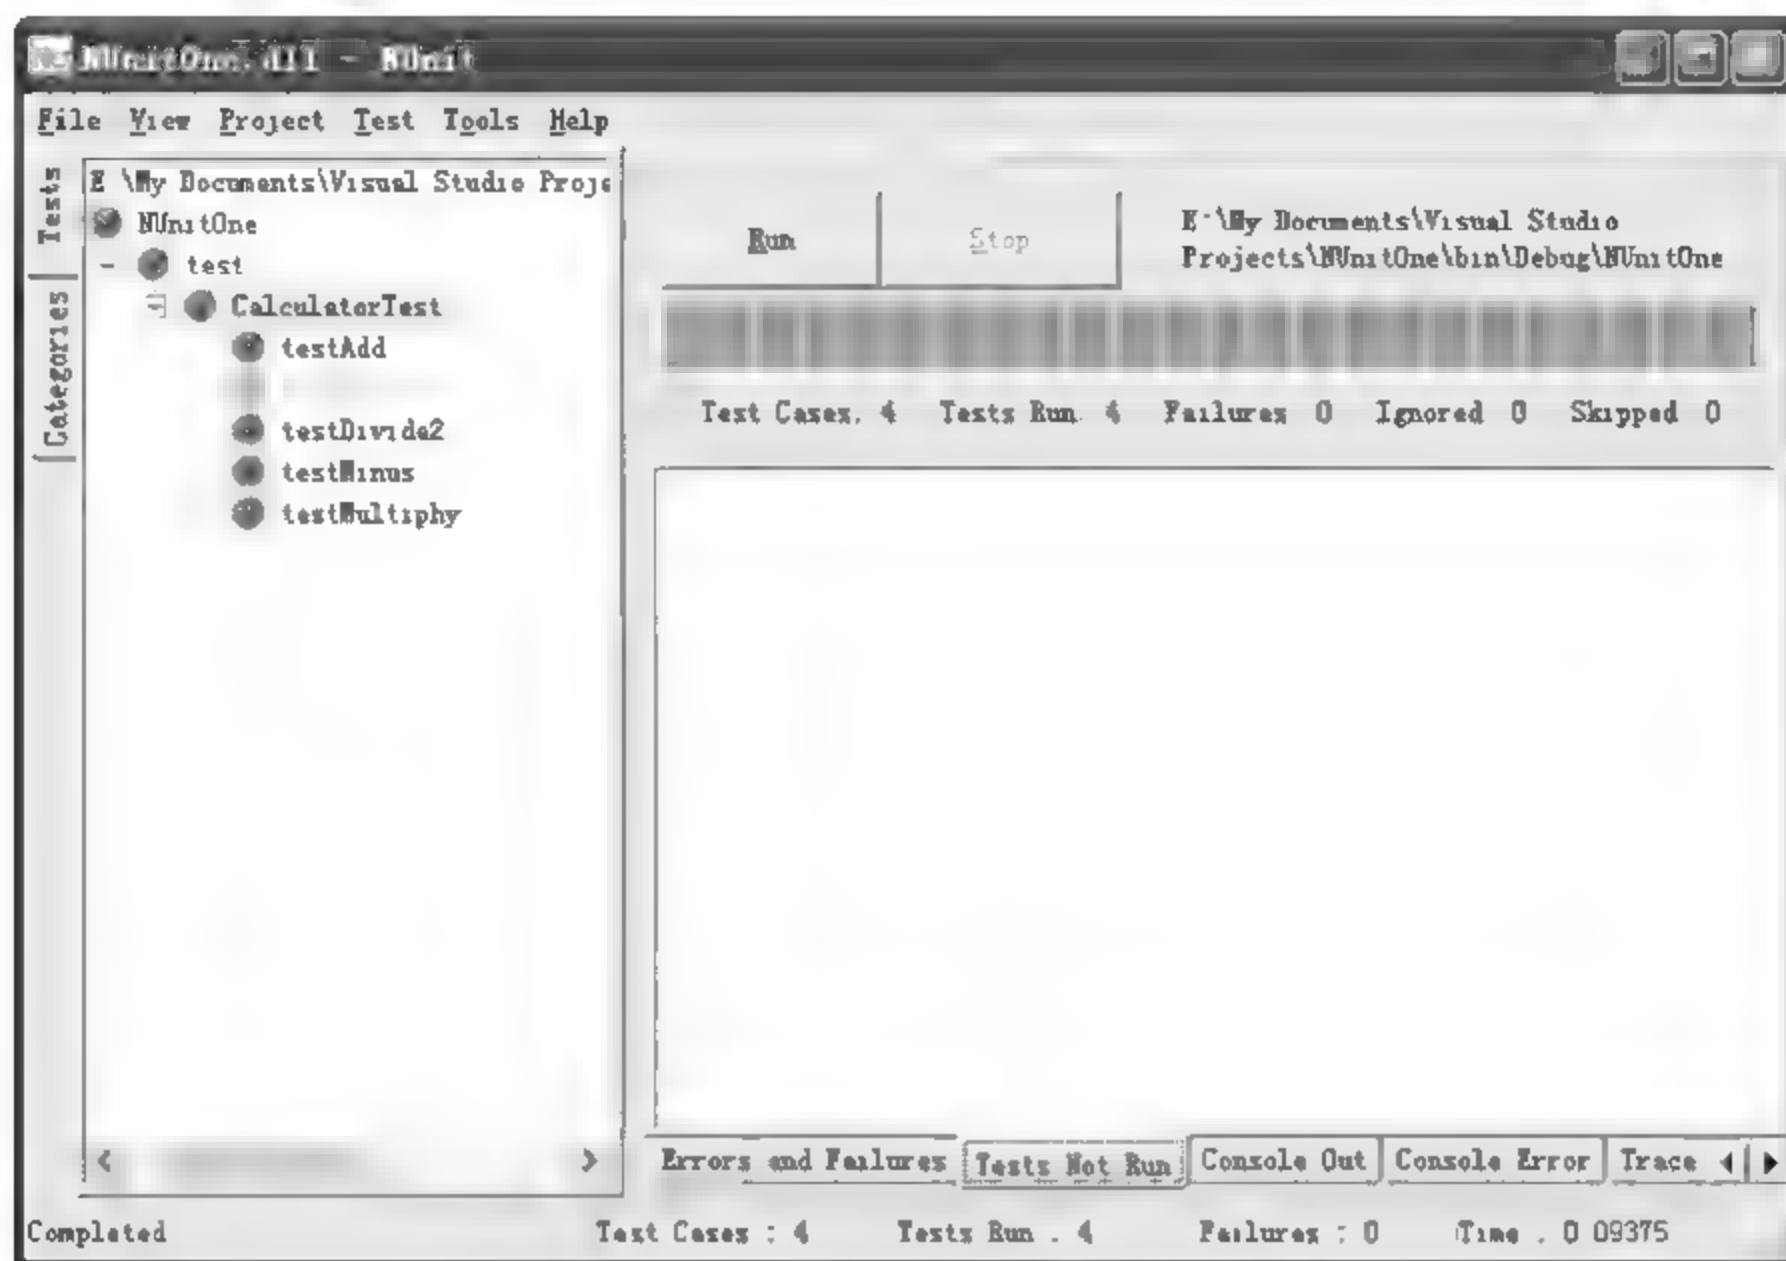 NUnitOne.dll - NUnit
File View Project Test Tools Help
Tests
Categories
E \My Documents\Visual Studio Proje
NUnitOne
test
CalculatorTest
testAdd
testDivide2
testMinus
testMultiphy
Run
Stop
E:\My Documents\Visual Studio
Projects\NUnitOne\bin\Debug\NUnitOne
Test Cases. 4 Tests Run. 4 Failures 0 Ignored 0 Skipped 0
Errors and Failures Tests Not Run Console Out Console Error Trace
Completed Test Cases : 4 Tests Run . 4 Failures : 0 Time . 0 09375